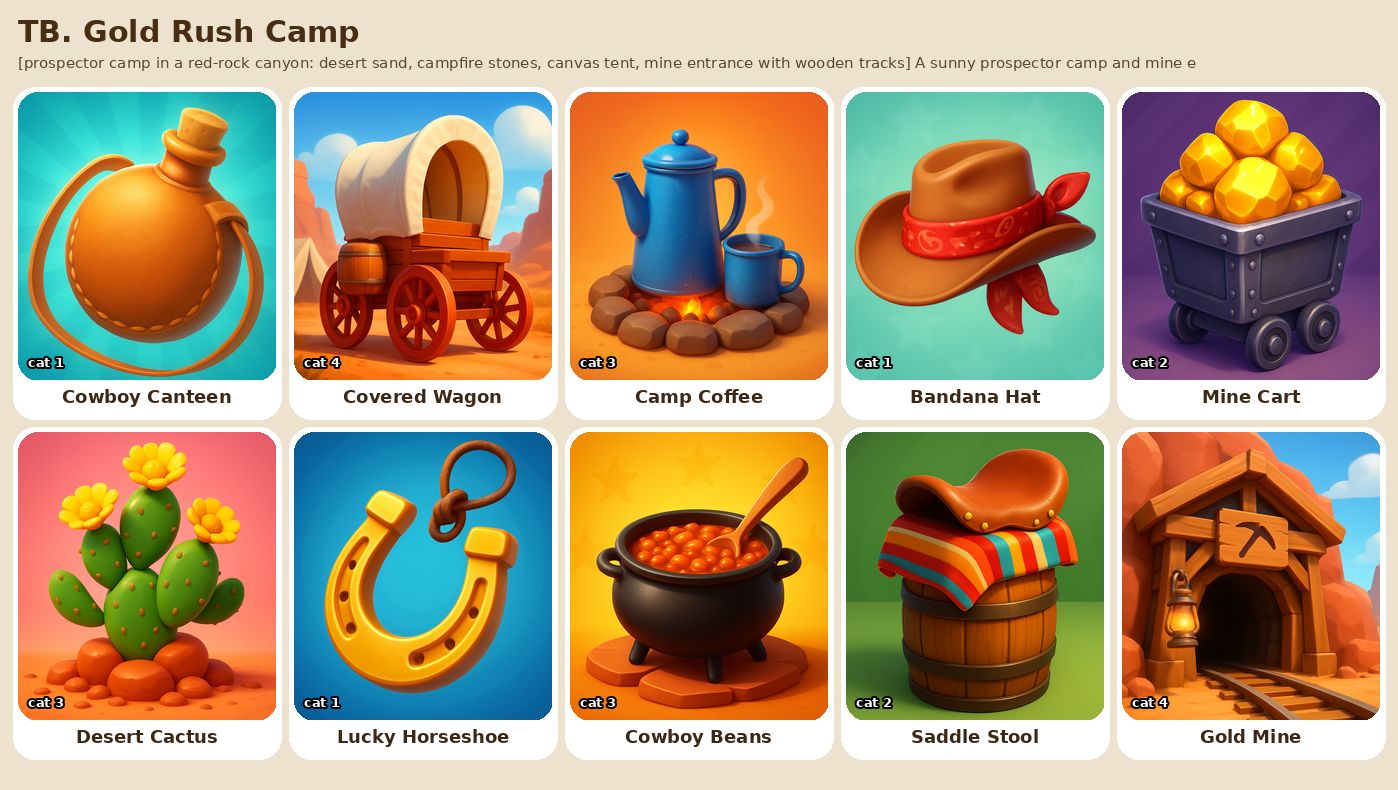 TB. Gold Rush Camp
[prospector camp in a red-rock canyon: desert sand, campfire stones, canvas tent, mine entrance with wooden tracks] A sunny prospector camp and mine e
cat 1
cat 4
cat 3
cat 1
cat 2
Cowboy Canteen
Covered Wagon
Camp Coffee
Bandana Hat
Mine Cart
cat 3
cat 1
cat 3
cat 2
cat 4
Desert Cactus
Lucky Horseshoe
Cowboy Beans
Saddle Stool
Gold Mine